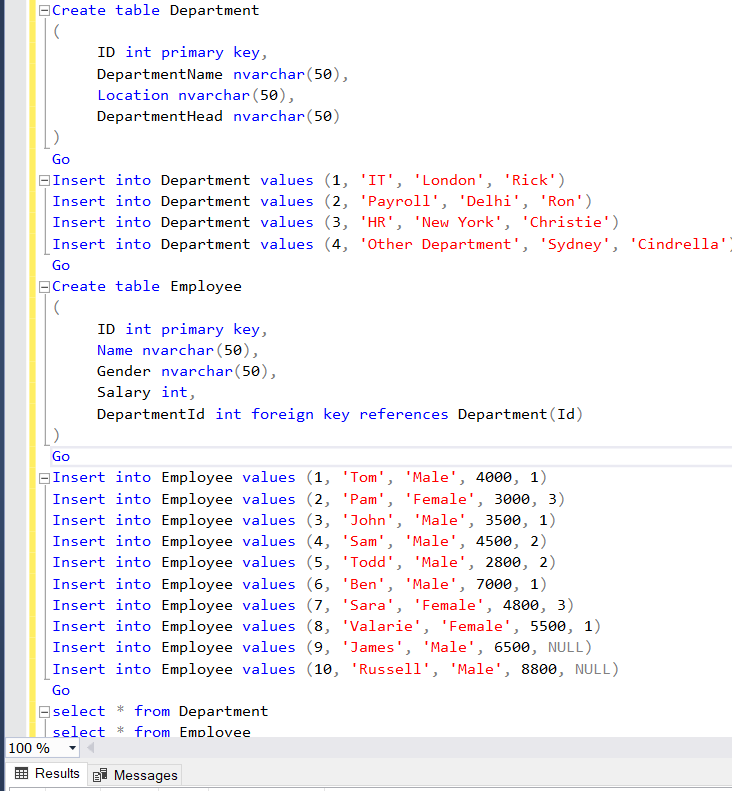 Create table Department
(
ID int primary key,
DepartmentName nvarchar(50),
Location nvarchar(50),
DepartmentHead nvarchar(50)
)
Go
Insert into Department values (1, 'IT', 'London', 'Rick')
Insert into Department values (2, 'Payroll', 'Delhi', 'Ron')
Insert into Department values (3, 'HR', 'New York', 'Christie')
Insert into Department values (4, 'Other Department', 'Sydney', 'Cindrella')
Go
Create table Employee
(
ID int primary key,
Name nvarchar(50),
Gender nvarchar(50),
Salary int,
DepartmentId int foreign key references Department(Id)
)
Go
Insert into Employee values (1, 'Tom', 'Male', 4000, 1)
Insert into Employee values (2, 'Pam', 'Female', 3000, 3)
Insert into Employee values (3, 'John', 'Male', 3500, 1)
Insert into Employee values (4, 'Sam', 'Male', 4500, 2)
Insert into Employee values (5, 'Todd', 'Male', 2800, 2)
Insert into Employee values (6, 'Ben', 'Male', 7000, 1)
Insert into Employee values (7, 'Sara', 'Female', 4800, 3)
Insert into Employee values (8, 'Valarie', 'Female', 5500, 1)
Insert into Employee values (9, 'James', 'Male', 6500, NULL)
Insert into Employee values (10, 'Russell', 'Male', 8800, NULL)
Go
select * from Department
select * from Employee
100 %
Results Messages